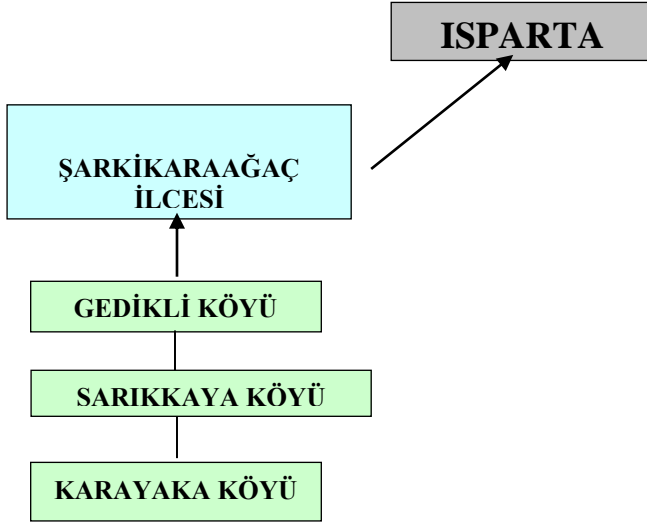 ISPARTA
ŞARKİKARAAĞAÇ
İLCESİ
GEDİKLİ KÖYÜ
SARIKKAYA KÖYÜ
KARAYAKA KÖYÜ